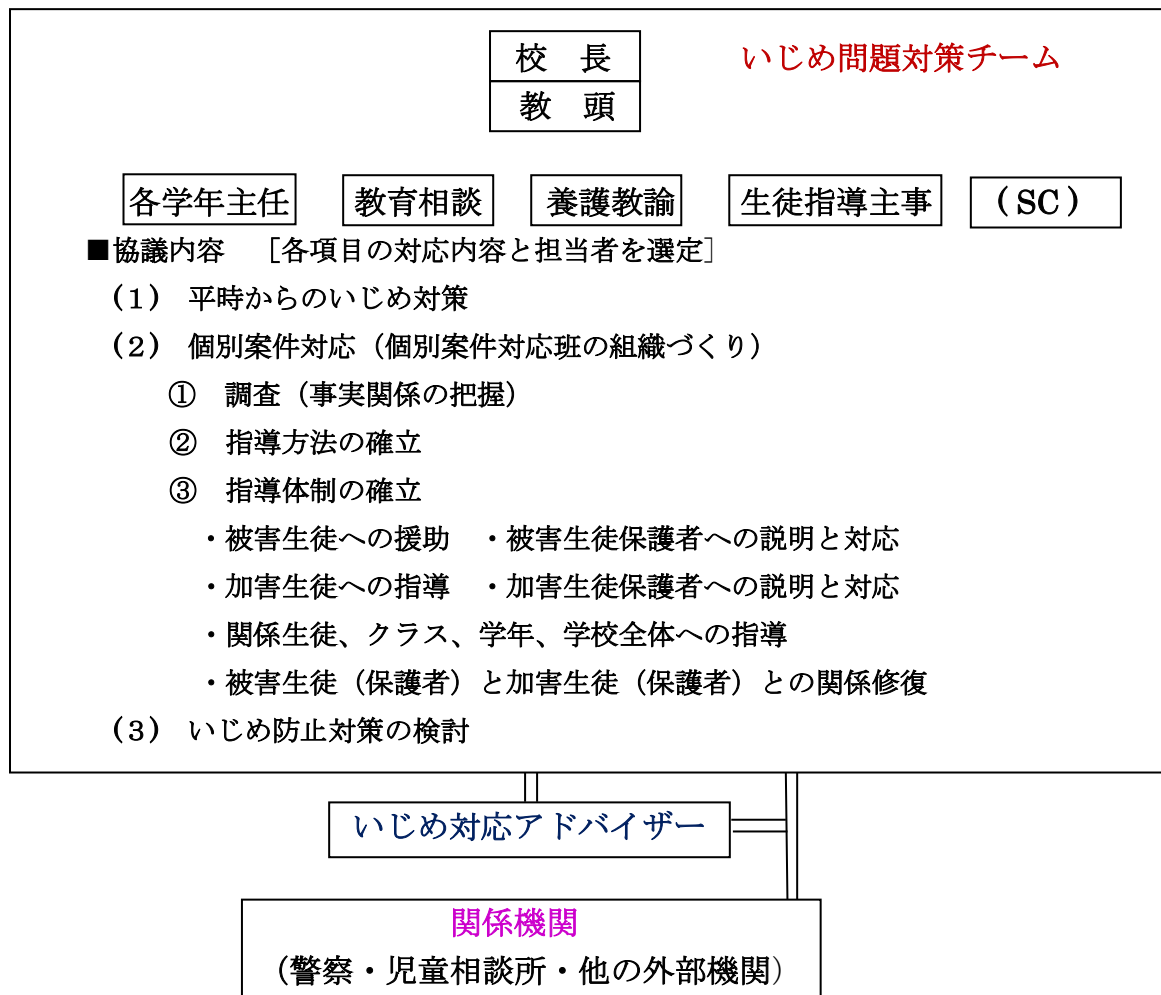 校　長　いじめ問題対策チーム
教　頭
各学年主任　教育相談　養護教諭　生徒指導主事　（SC）
■協議内容　［各項目の対応内容と担当者を選定］
（1）　平時からのいじめ対策
（2）　個別案件対応（個別案件対応班の組織づくり）
①　調査（事実関係の把握）
②　指導方法の確立
③　指導体制の確立
・被害生徒への援助　・被害生徒保護者への説明と対応
・加害生徒への指導　・加害生徒保護者への説明と対応
・関係生徒、クラス、学年、学校全体への指導
・被害生徒（保護者）と加害生徒（保護者）との関係修復
（3）　いじめ防止対策の検討
いじめ対応アドバイザー
関係機関
（警察・児童相談所・他の外部機関）